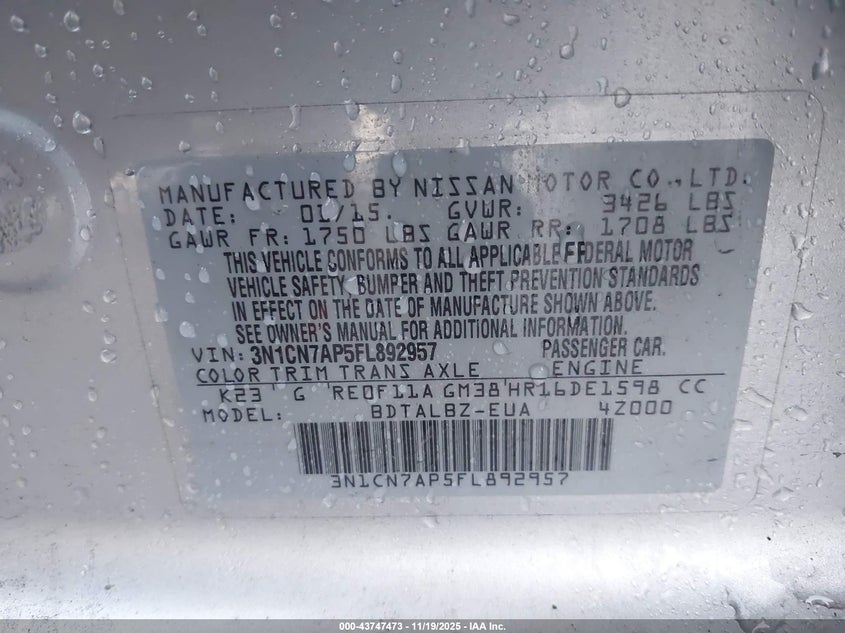 MANUFACTURED BY NISSAN MOTOR CO., LTD.
DATE: 01/15. GVWR: 3426 LBS
GAWR FR: 1750 LBS GAWR RR: 1708 LBS
THIS VEHICLE CONFORMS TO ALL APPLICABLE FEDERAL MOTOR
VEHICLE SAFETY, BUMPER AND THEFT PREVENTION STANDARDS
IN EFFECT ON THE DATE OF MANUFACTURE SHOWN ABOVE.
SEE OWNER'S MANUAL FOR ADDITIONAL INFORMATION.
VIN: 3N1CN7AP5FL892957 PASSENGER CAR.
COLOR TRIM TRANS AXLE ENGINE
K23 G RE0F11A GM38 HR16DE1598 CC
MODEL: BDTALBZ-EUA 4Z000
3N1CN7AP5FL892957
000-43747473 — 11/19/2025 — IAA Inc.